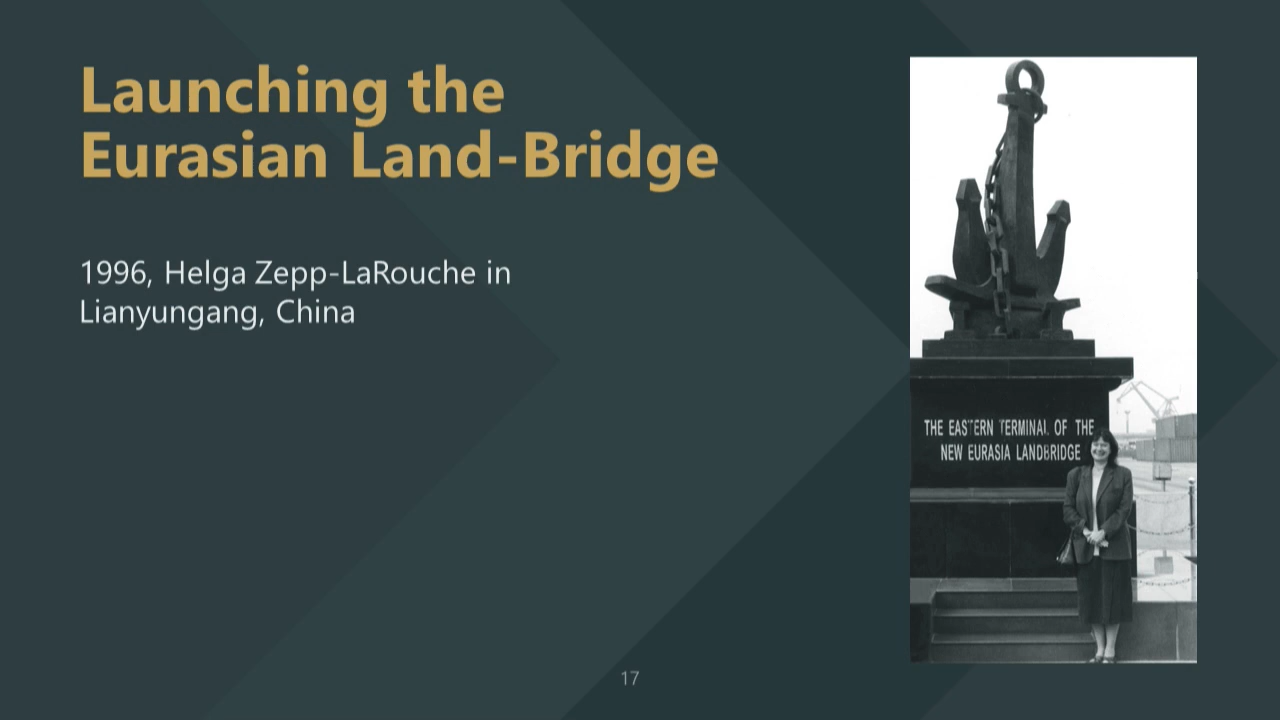 Launching the
Eurasian Land-Bridge
1996, Helga Zepp-LaRouche in
Lianyungang, China
THE EASTERN TERMINAL OF THE
NEW EURASIA LANDBRIDGE
17